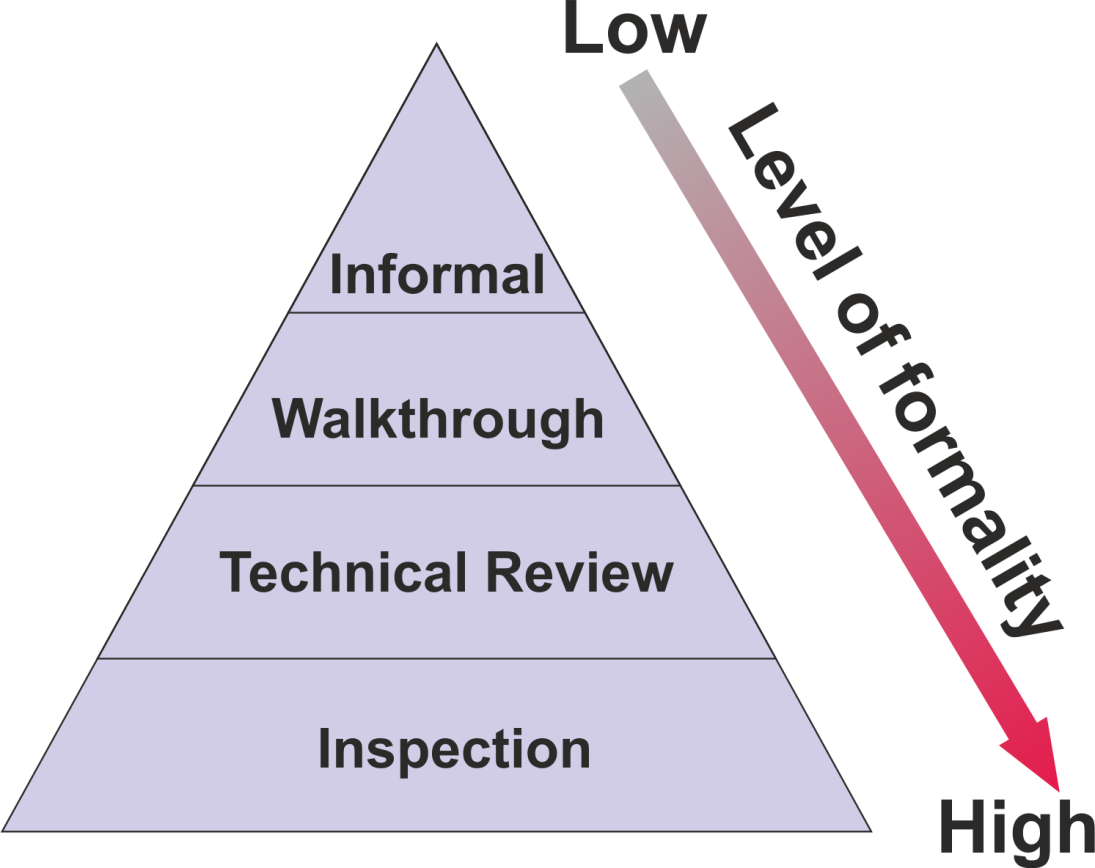 Low
Level of formality
Informal
Walkthrough
Technical Review
Inspection
High